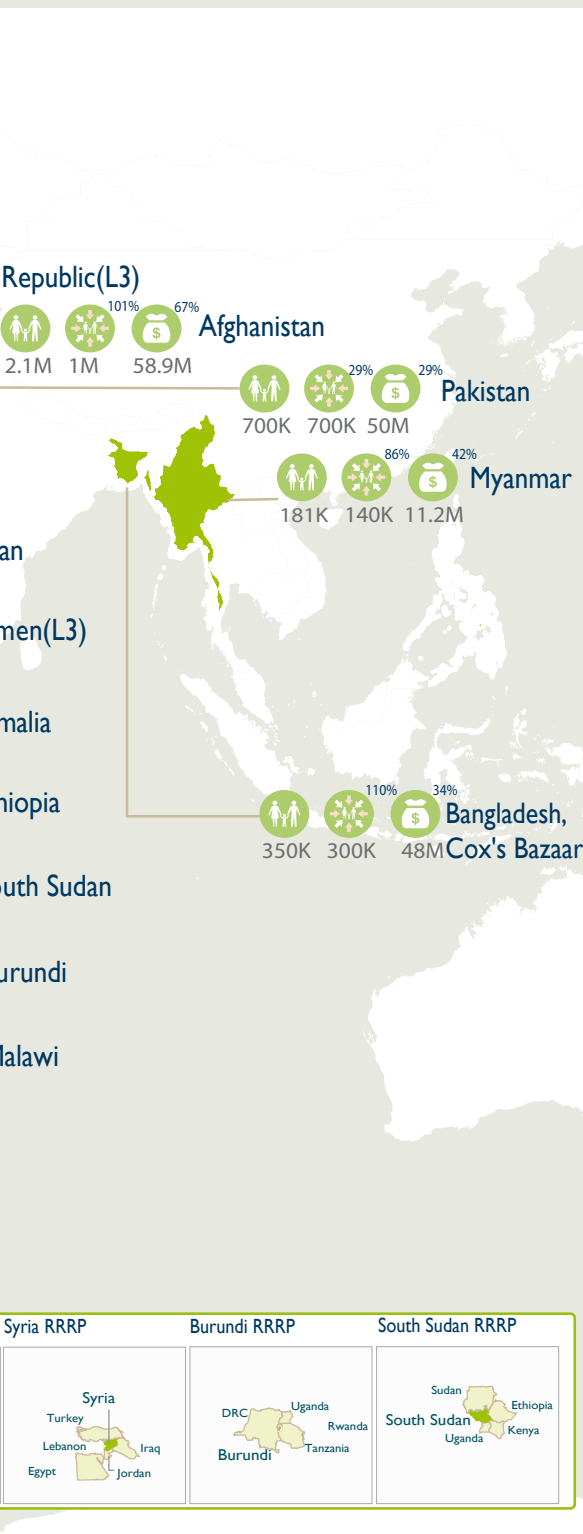 Republic(L3)
101%
67%
Afghanistan
$
2.1M 1M 58.9M
29%
29%
Pakistan
$
700K 700K 50M
86%
42%
Myanmar
$
181K 140K 11.2M
an
men(L3)
malia
hiopia
110%
34%
Bangladesh,
$
350K 300K 48M Cox's Bazaar
outh Sudan
urundi
Malawi
Syria RRRP
Burundi RRRP
South Sudan RRRP
Syria
Turkey
Lebanon
Iraq
Egypt
Jordan
DRC
Uganda
Rwanda
Burundi
Tanzania
Sudan
Ethiopia
South Sudan
Kenya
Uganda